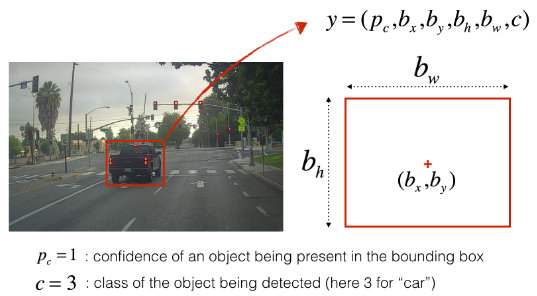 y = (p_c, b_x, b_y, b_h, b_w, c)
b_w
b_h
(b_x, b_y)
p_c = 1 : confidence of an object being present in the bounding box
c = 3 : class of the object being detected (here 3 for “car”)